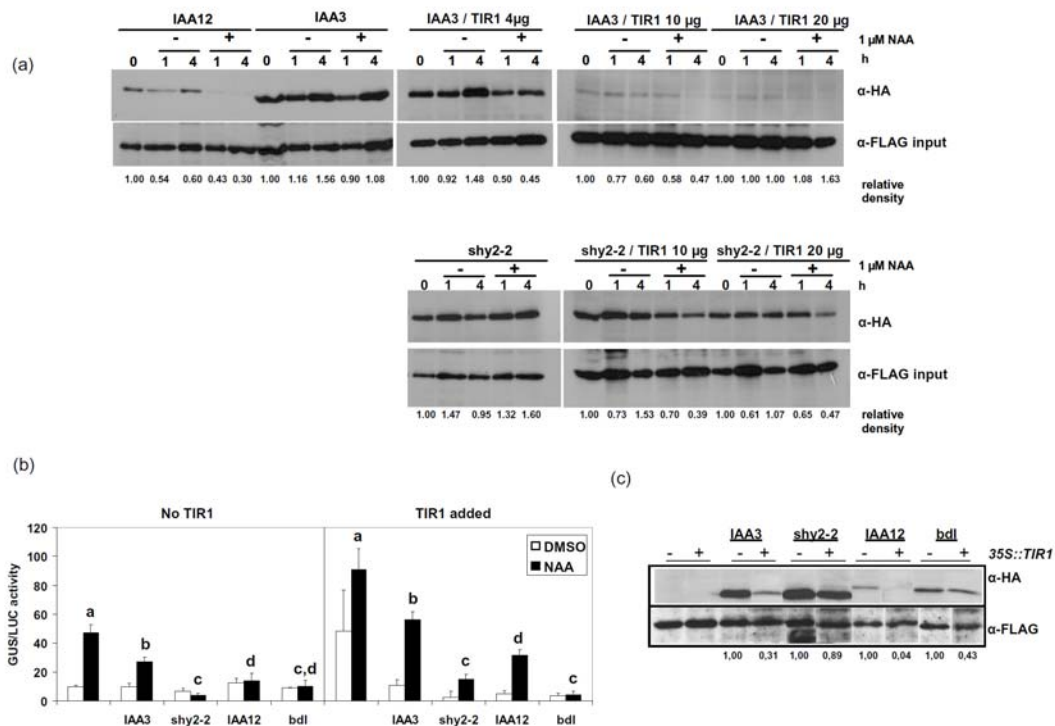 (a)
IAA12 IAA3 IAA3 / TIR1 4µg IAA3 / TIR1 10 µg IAA3 / TIR1 20 µg
- + - + - + - + - + 1 µM NAA
0 1 4 1 4 0 1 4 1 4 0 1 4 1 4 0 1 4 1 4 0 1 4 1 4 h
α-HA
α-FLAG input
1.00 0.54 0.60 0.43 0.30 1.00 1.16 1.56 0.90 1.08 1.00 0.92 1.48 0.50 0.45 1.00 0.77 0.60 0.58 0.47 1.00 1.00 1.00 1.08 1.63 relative
density
shy2-2 shy2-2 / TIR1 10 µg shy2-2 / TIR1 20 µg
- + - + - + 1 µM NAA
0 1 4 1 4 0 1 4 1 4 0 1 4 1 4 h
α-HA
α-FLAG input
1.00 1.47 0.95 1.32 1.60 1.00 0.73 1.53 0.70 0.39 1.00 0.61 1.07 0.65 0.47 relative
density
(b)
No TIR1 TIR1 added
GUS/LUC activity
120
100
80
60
40
20
0
DMSO
NAA
a b c d c,d a b c d c
IAA3 shy2-2 IAA12 bdl IAA3 shy2-2 IAA12 bdl
(c)
IAA3 shy2-2 IAA12 bdl
- + - + - + - + - + 35S::TIR1
α-HA
α-FLAG
1,00 0,31 1,00 0,89 1,00 0,04 1,00 0,43